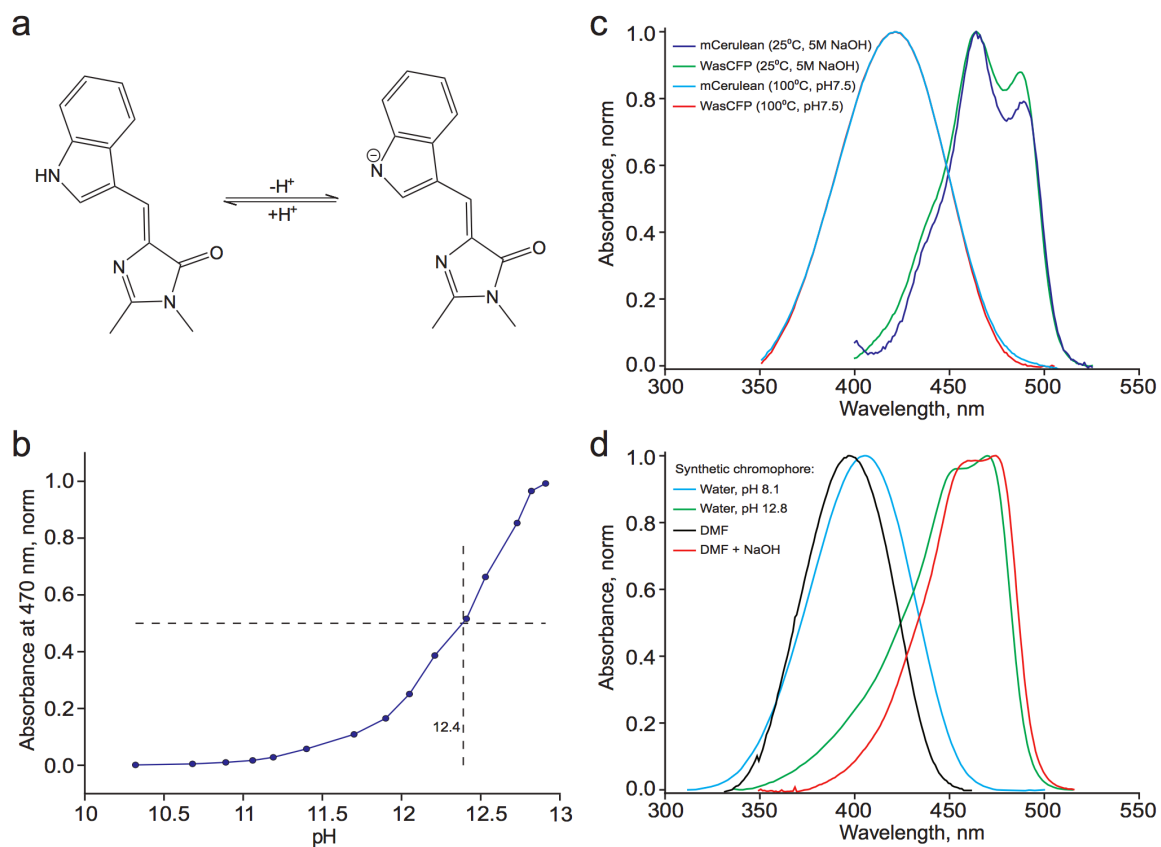 a
HN
N
N
O
-H⁺
+H⁺
⊖
N
N
N
O
b
Absorbance at 470 nm, norm
1.0
0.8
0.6
0.4
0.2
0.0
12.4
10
10.5
11
11.5
12
12.5
13
pH
c
mCerulean (25⁰C, 5M NaOH)
WasCFP (25⁰C, 5M NaOH)
mCerulean (100⁰C, pH7.5)
WasCFP (100⁰C, pH7.5)
Absorbance, norm
1.0
0.8
0.6
0.4
0.2
0.0
300
350
400
450
500
550
Wavelength, nm
d
Synthetic chromophore:
Water, pH 8.1
Water, pH 12.8
DMF
DMF + NaOH
Absorbance, norm
1.0
0.8
0.6
0.4
0.2
0.0
300
350
400
450
500
550
Wavelength, nm